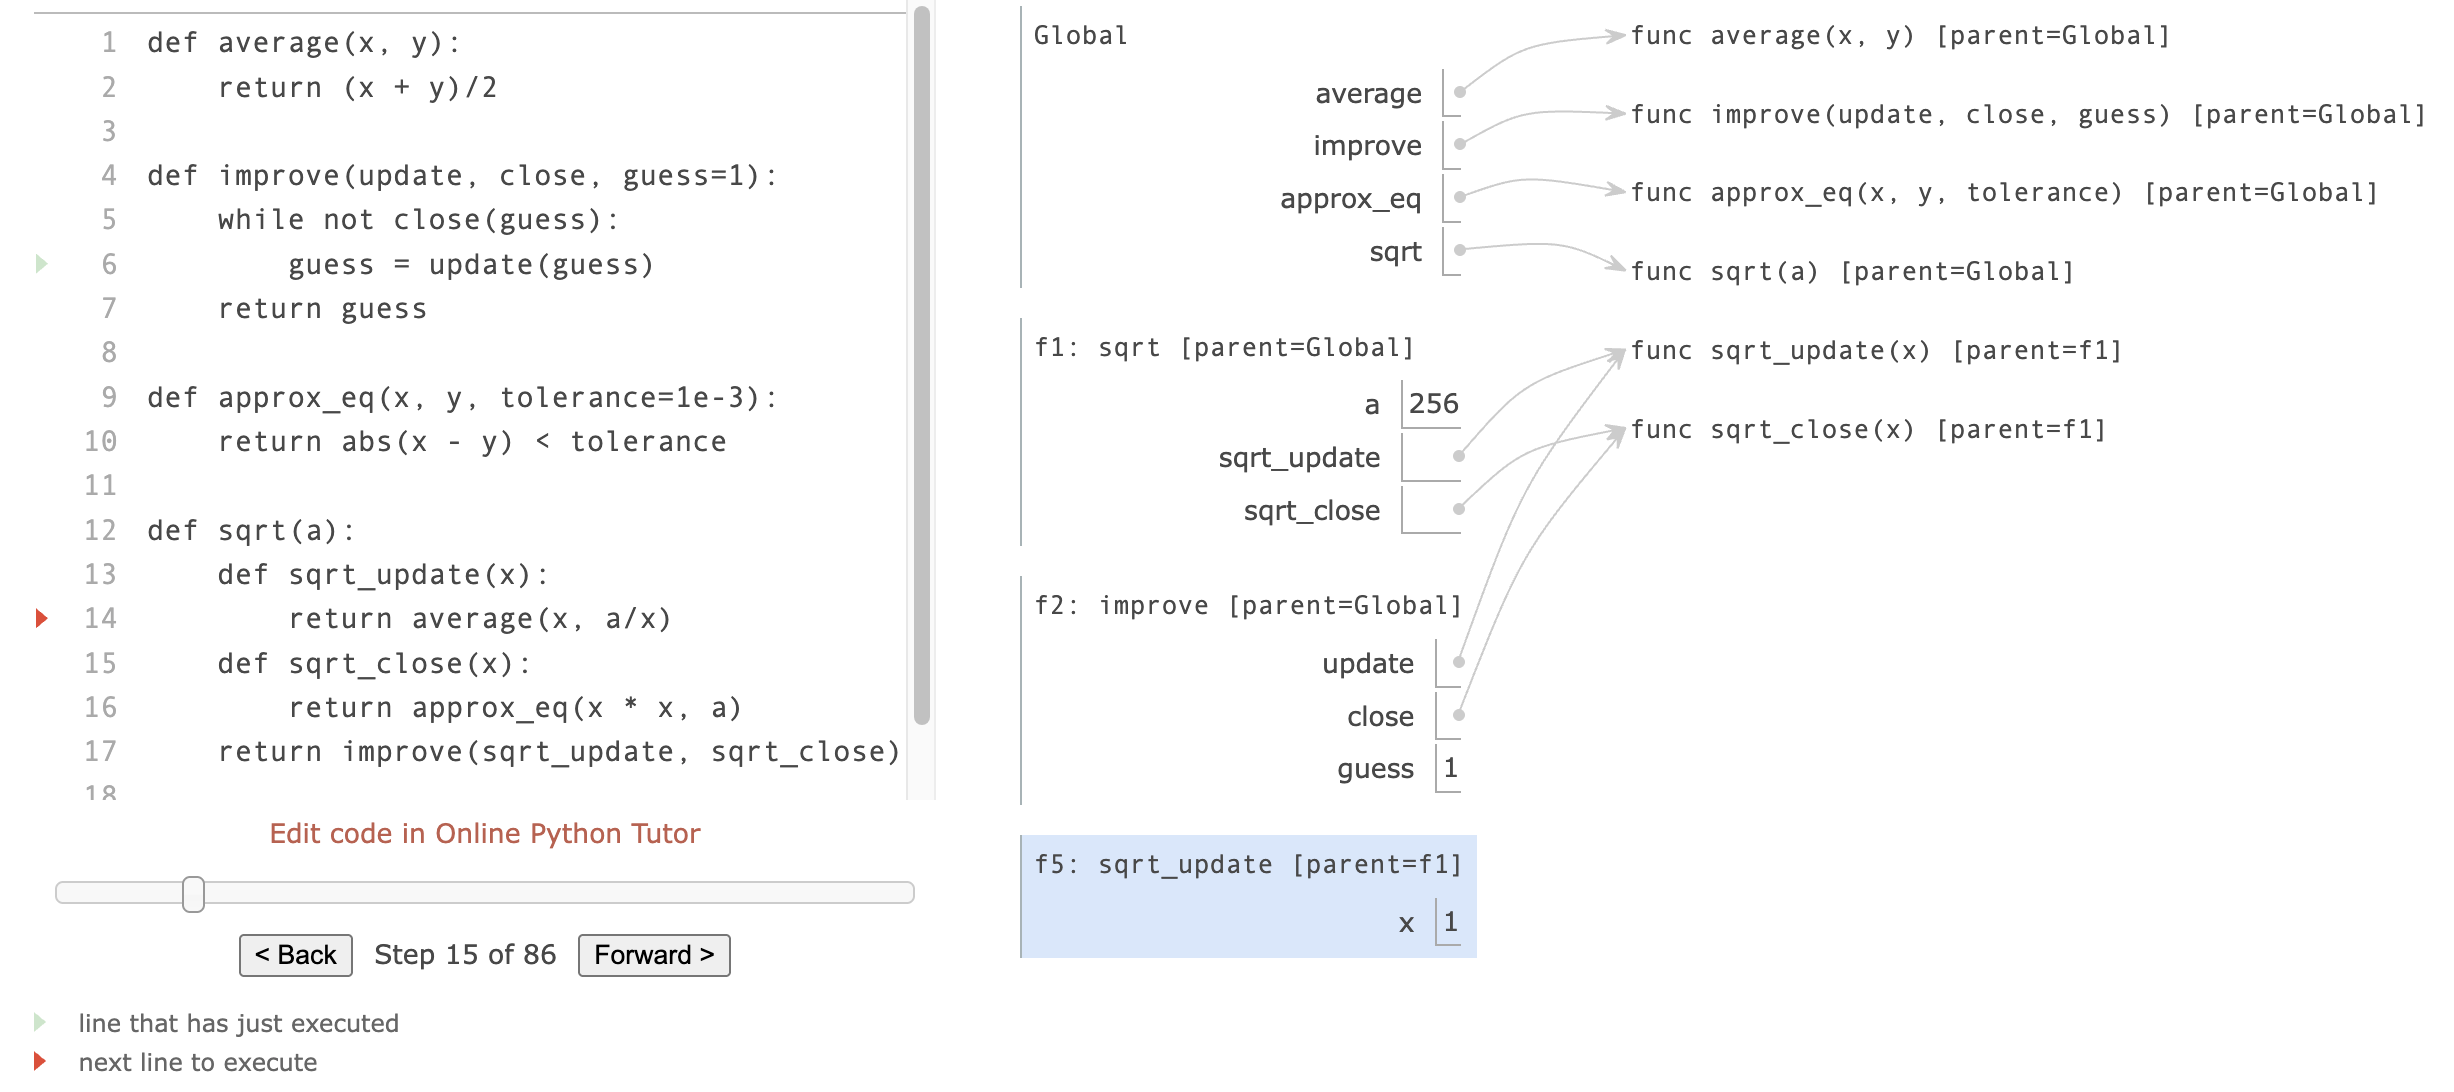 1 def average(x, y):
2     return (x + y)/2
3
4 def improve(update, close, guess=1):
5     while not close(guess):
6         guess = update(guess)
7     return guess
8
9 def approx_eq(x, y, tolerance=1e-3):
10     return abs(x - y) < tolerance
11
12 def sqrt(a):
13     def sqrt_update(x):
14         return average(x, a/x)
15     def sqrt_close(x):
16         return approx_eq(x * x, a)
17     return improve(sqrt_update, sqrt_close)
18
Edit code in Online Python Tutor
< Back Step 15 of 86 Forward >
line that has just executed
next line to execute
Global
average
improve
approx_eq
sqrt
func average(x, y) [parent=Global]
func improve(update, close, guess) [parent=Global]
func approx_eq(x, y, tolerance) [parent=Global]
func sqrt(a) [parent=Global]
func sqrt_update(x) [parent=f1]
func sqrt_close(x) [parent=f1]
f1: sqrt [parent=Global]
a 256
sqrt_update
sqrt_close
f2: improve [parent=Global]
update
close
guess 1
f5: sqrt_update [parent=f1]
x 1